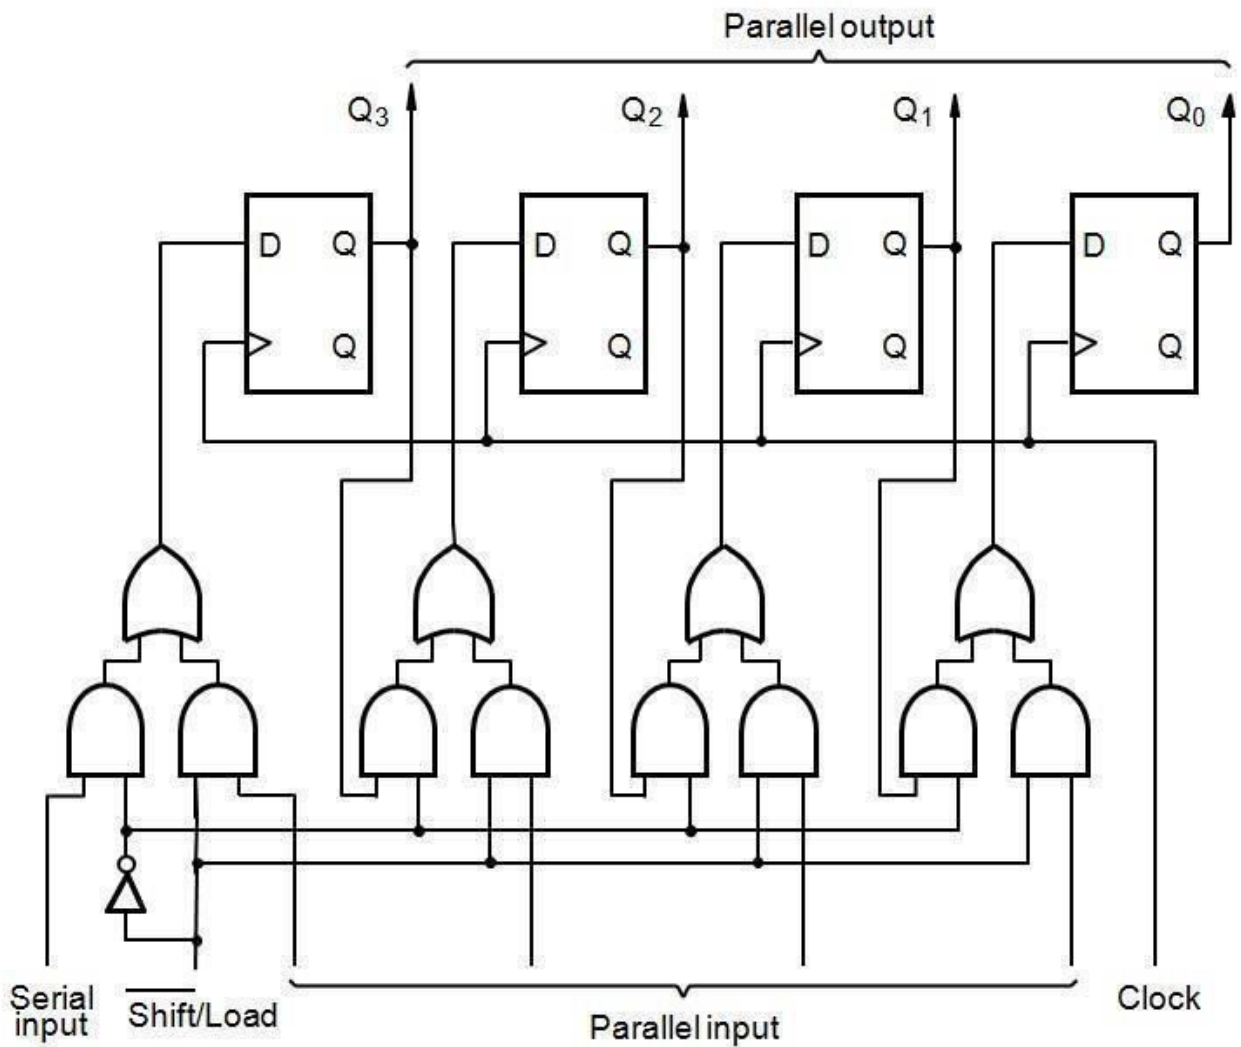 Parallel output
Q3 Q2 Q1 Q0
D Q D Q D Q D Q
Q Q Q Q
Serial input
Shift/Load
Parallel input
Clock